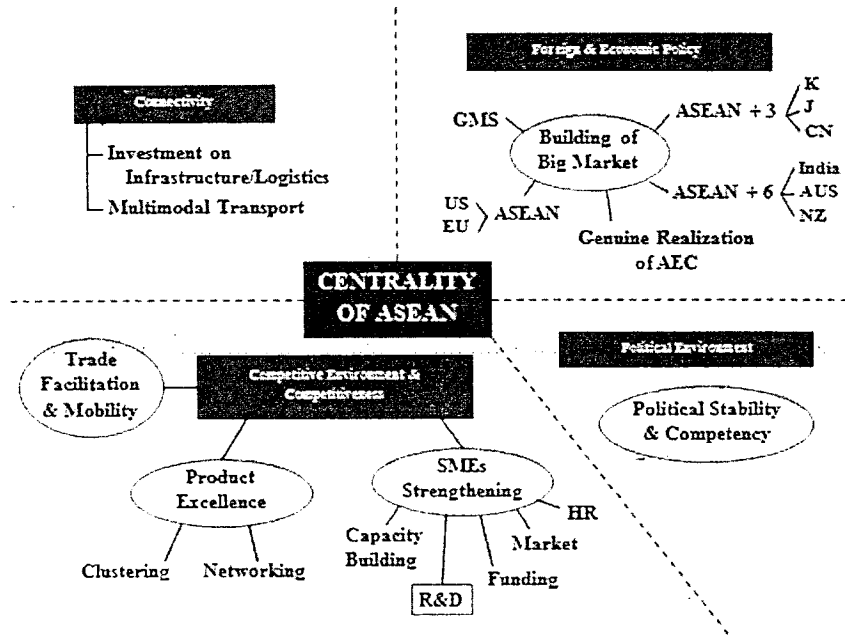 Connectivity
Investment on
Infrastructure/Logistics
Multimodal Transport
Foreign & Economic Policy
GMS
Building of
Big Market
ASEAN + 3
K
J
CN
ASEAN + 6
India
AUS
NZ
US
EU
ASEAN
Genuine Realization
of AEC
CENTRALITY
OF ASEAN
Trade
Facilitation
& Mobility
Competitive Environment &
Competitiveness
Product
Excellence
Clustering
Networking
SMEs
Strengthening
Capacity
Building
R&D
Funding
Market
HR
Political Environment
Political Stability
& Competency